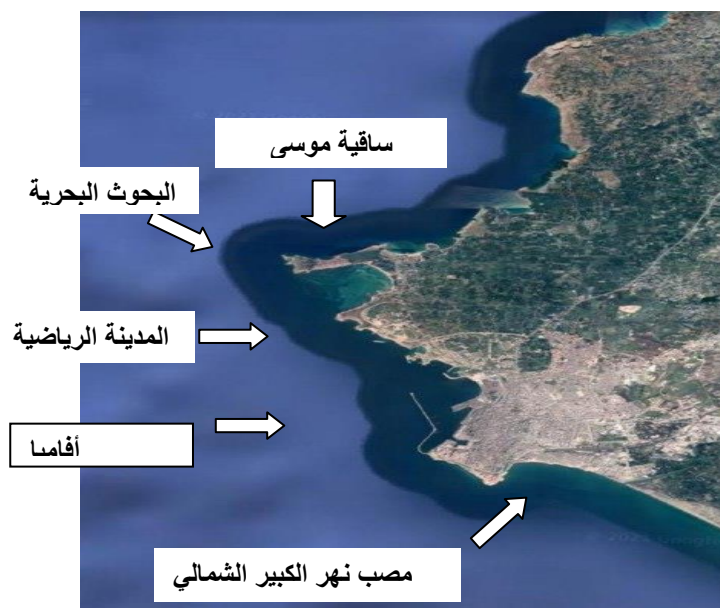 ساقية موسى
البحوث البحرية
المدينة الرياضية
أفاميا
مصب نهر الكبير الشمالي